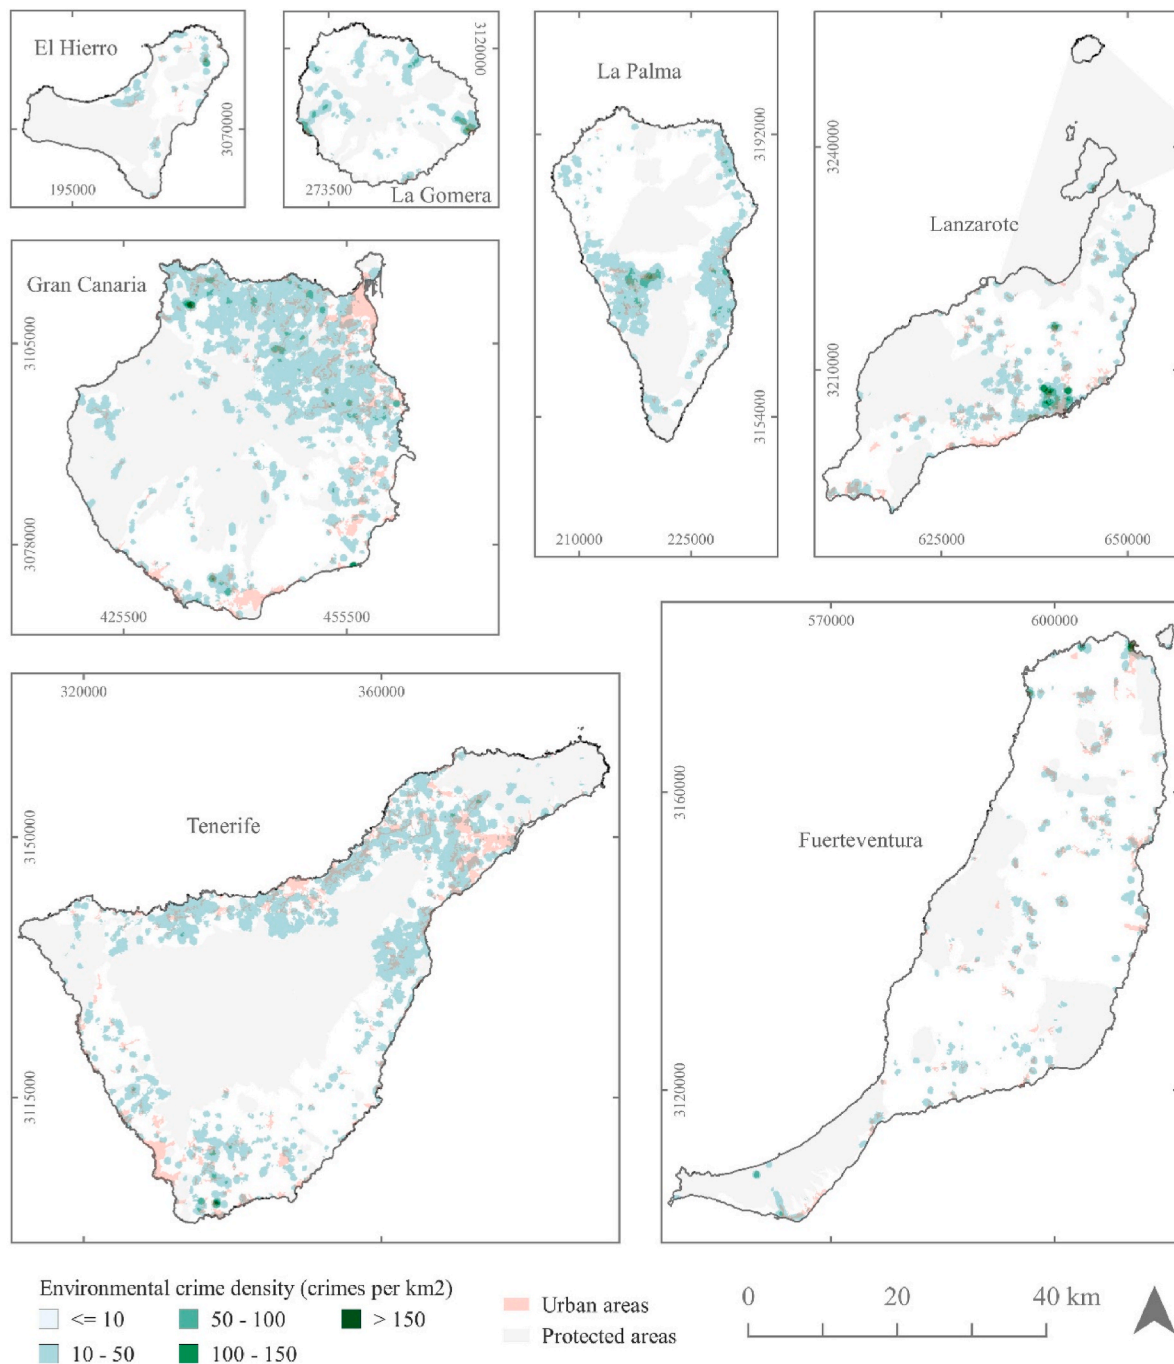 El Hierro
3070000
195000
3120000
273500
La Gomera
La Palma
3192000
3154000
210000
225000
Lanzarote
3240000
3210000
625000
650000
Gran Canaria
3105000
3078000
425500
455500
320000
360000
Tenerife
3150000
3115000
570000
600000
Fuerteventura
3160000
3120000
Environmental crime density (crimes per km2)
<= 10
50 - 100
> 150
10 - 50
100 - 150
Urban areas
Protected areas
0
20
40 km